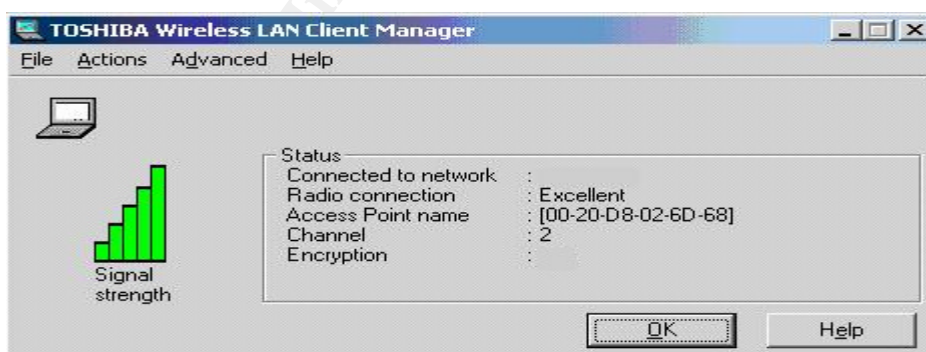 TOSHIBA Wireless LAN Client Manager
File Actions Advanced Help
Status
Connected to network :
Radio connection : Excellent
Access Point name : [00-20-D8-02-6D-68]
Channel : 2
Encryption :
Signal
strength
OK Help